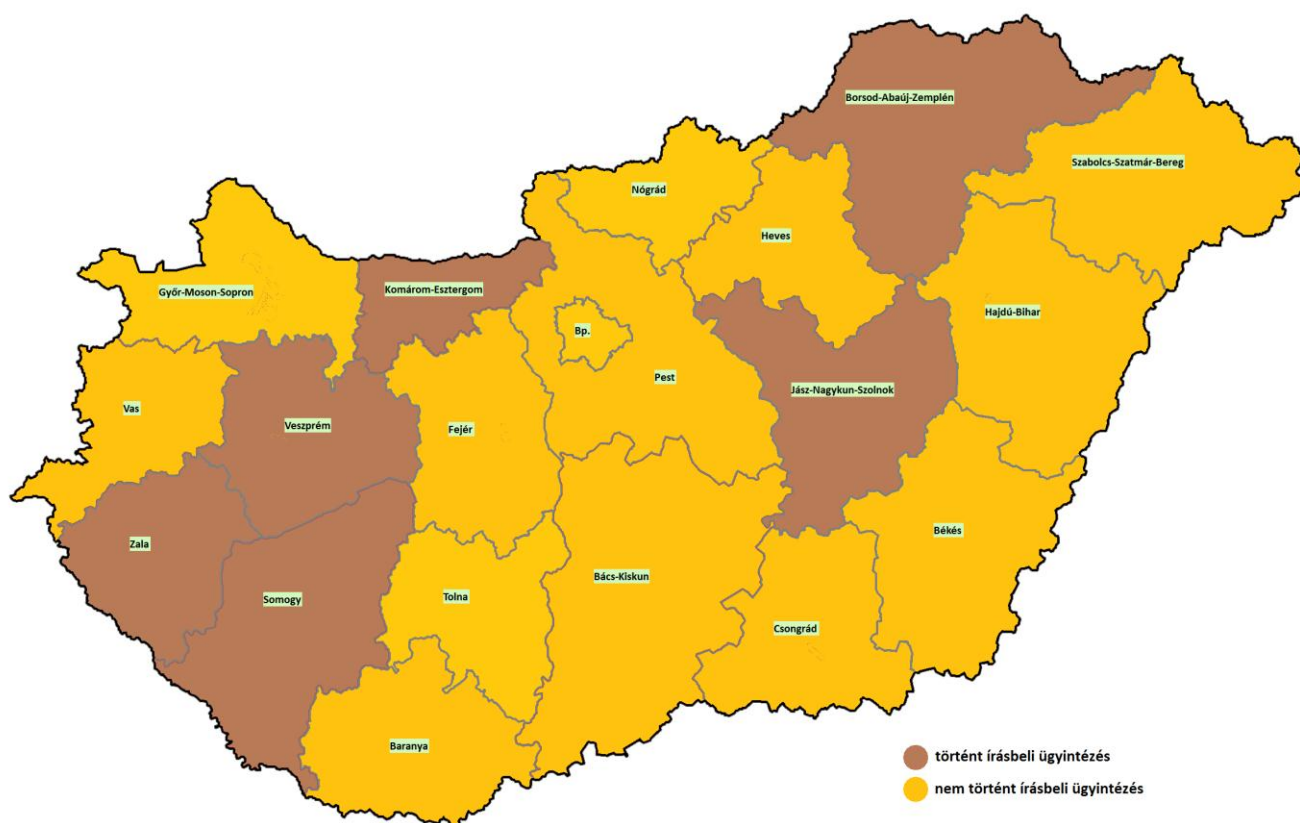 Borsod-Abaúj-Zemplén
Szabolcs-Szatmár-Bereg
Nógrád
Heves
Komárom-Esztergom
Győr-Moson-Sopron
Hajdú-Bihar
Bp.
Pest
Jász-Nagykun-Szolnok
Vas
Veszprém
Fejér
Békés
Zala
Bács-Kiskun
Tolna
Somogy
Csongrád
Baranya
történt írásbeli ügyintézés
nem történt írásbeli ügyintézés